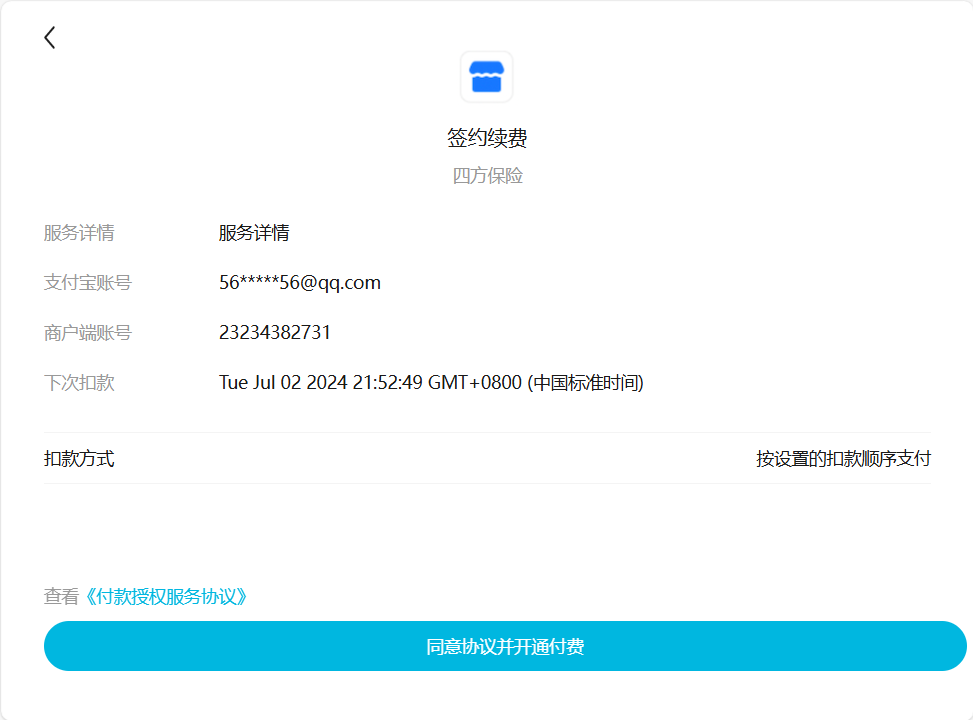 签约续费
四方保险
服务详情 服务详情
支付宝账号 56*****56@qq.com
商户端账号 23234382731
下次扣款 Tue Jul 02 2024 21:52:49 GMT+0800 (中国标准时间)
扣款方式 按设置的扣款顺序支付
查看《付款授权服务协议》
同意协议并开通付费